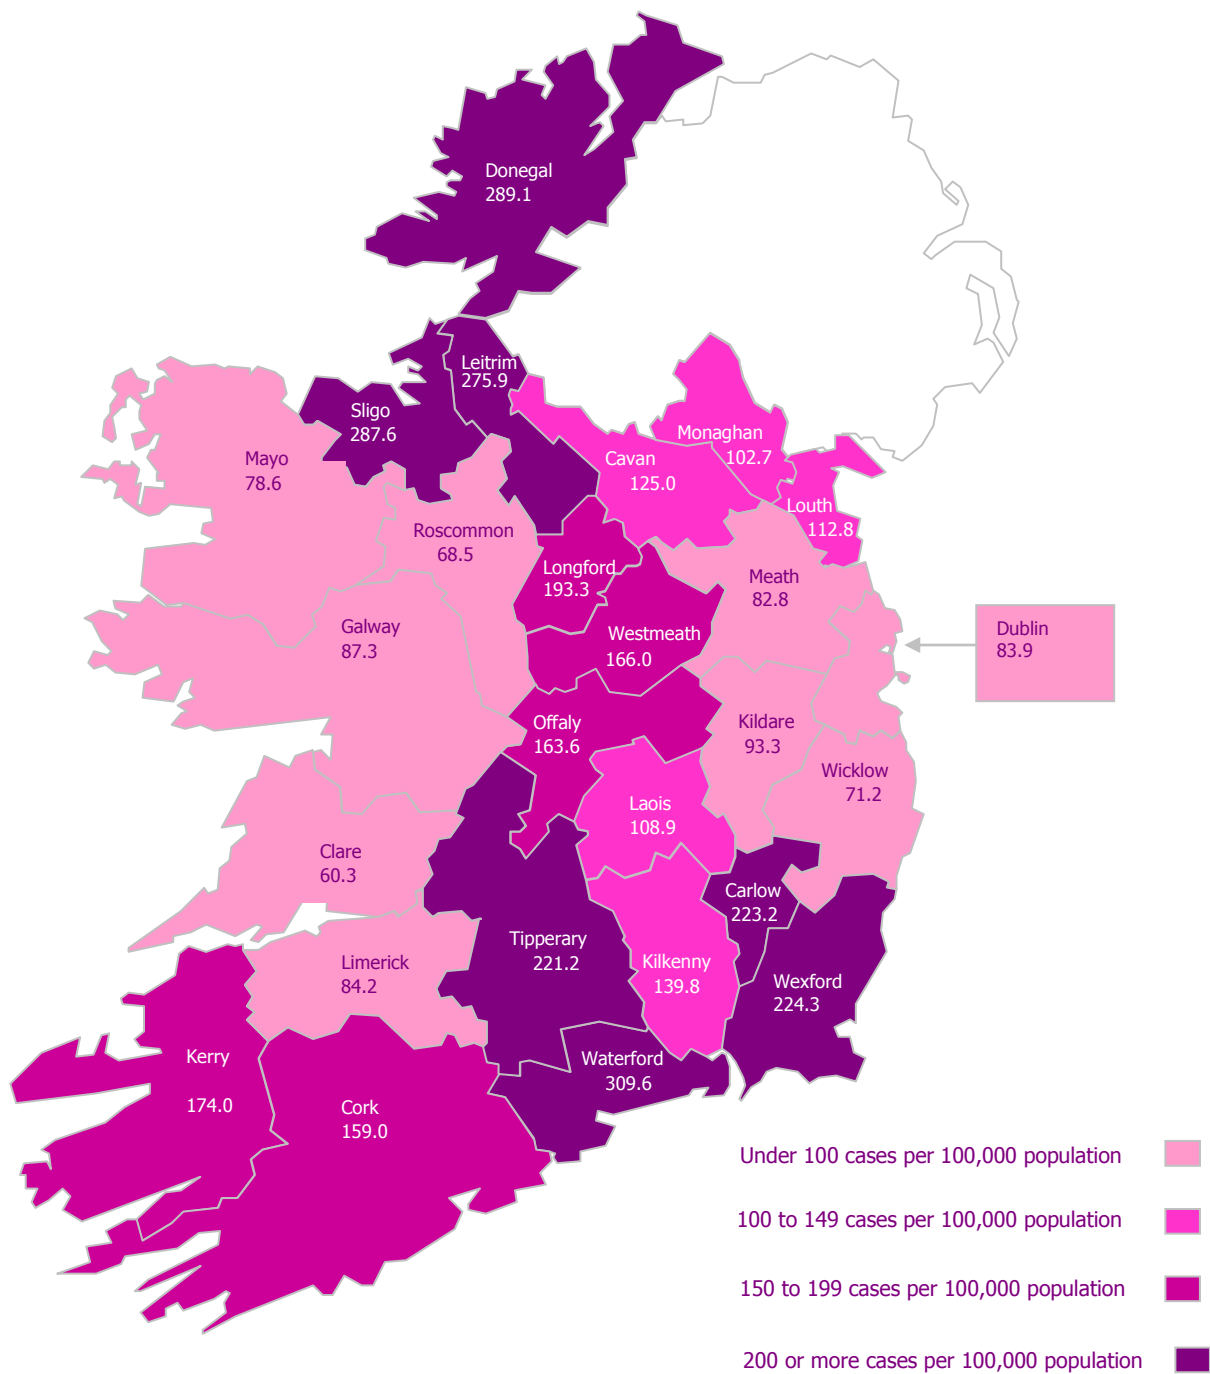 Donegal
289.1
Leitrim
275.9
Sligo
287.6
Monaghan
102.7
Cavan
125.0
Mayo
78.6
Louth
112.8
Roscommon
68.5
Longford
193.3
Meath
82.8
Galway
87.3
Westmeath
166.0
Dublin
83.9
Offaly
163.6
Kildare
93.3
Wicklow
71.2
Laois
108.9
Clare
60.3
Carlow
223.2
Tipperary
221.2
Limerick
84.2
Kilkenny
139.8
Wexford
224.3
Kerry
174.0
Waterford
309.6
Cork
159.0
Under 100 cases per 100,000 population
100 to 149 cases per 100,000 population
150 to 199 cases per 100,000 population
200 or more cases per 100,000 population